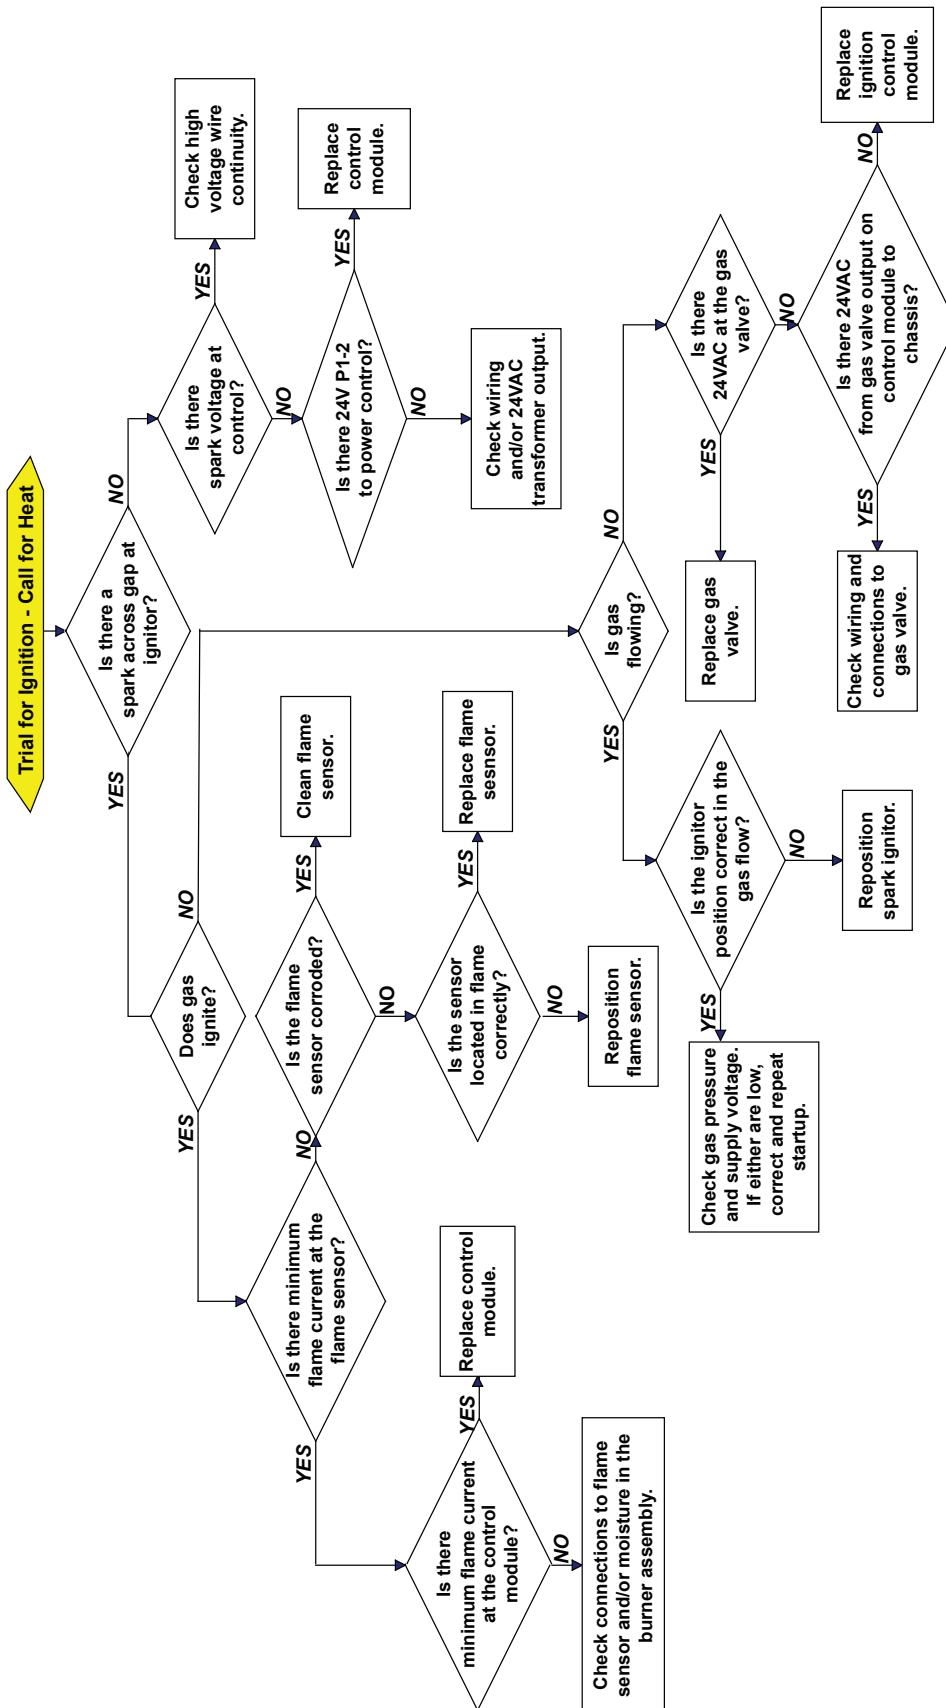 Trial for Ignition - Call for Heat
Is there a
spark across gap at
ignitor?
YES
NO
Does gas
ignite?
YES
NO
Is there
spark voltage at
control?
YES
NO
Check high
voltage wire
continuity.
Is there 24V P1-2
to power control?
YES
NO
Replace
control
module.
Check wiring
and/or 24VAC
transformer output.
Is there minimum
flame current at the
flame sensor?
YES
NO
Is the flame
sensor corroded?
YES
NO
Clean flame
sensor.
Is the sensor
located in flame
correctly?
YES
NO
Replace flame
sesnsor.
Reposition
flame sensor.
Is there
minimum flame current
at the control
module?
YES
NO
Replace control
module.
Check connections to flame
sensor and/or moisture in the
burner assembly.
Is gas
flowing?
YES
NO
Is the ignitor
position correct in the
gas flow?
YES
NO
Check gas pressure
and supply voltage.
If either are low,
correct and repeat
startup.
Reposition
spark ignitor.
Is there
24VAC at the gas
valve?
YES
NO
Replace gas
valve.
Is there 24VAC
from gas valve output on
control module to
chassis?
YES
NO
Check wiring and
connections to
gas valve.
Replace
ignition
control
module.